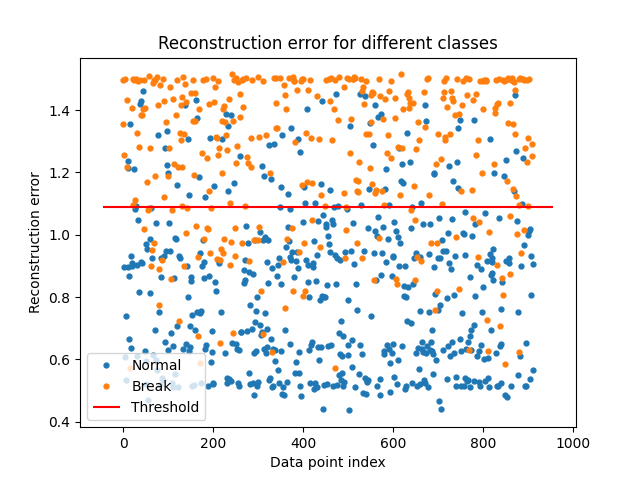 Reconstruction error for different classes
Reconstruction error
1.4
1.2
1.0
0.8
0.6
0.4
Normal
Break
Threshold
0 200 400 600 800 1000
Data point index